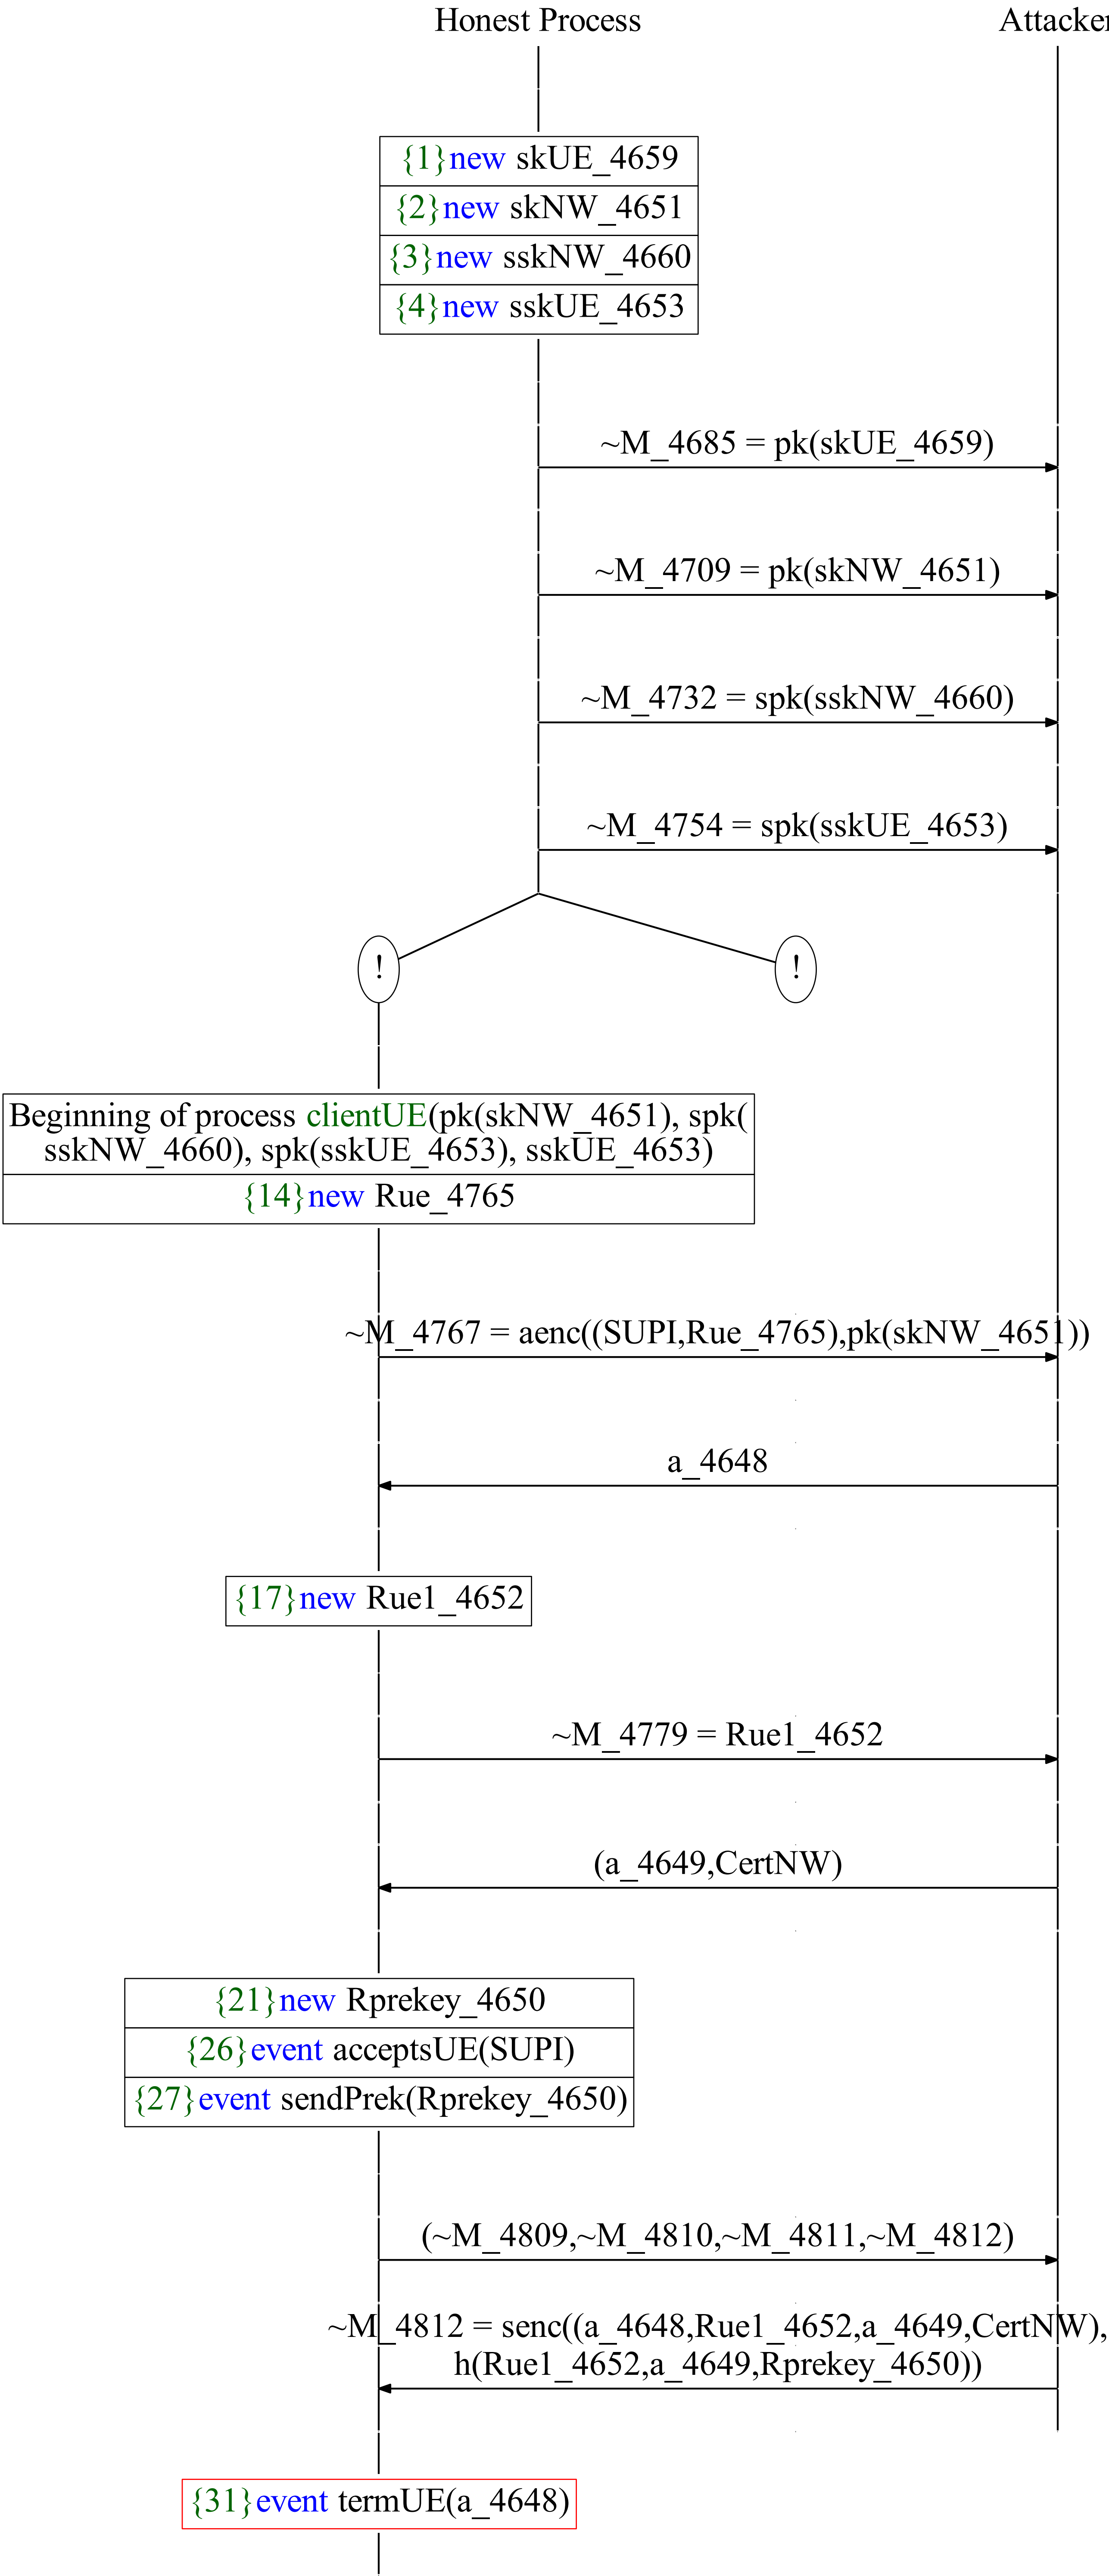 Honest Process
Attacker
{1}new skUE_4659
{2}new skNW_4651
{3}new sskNW_4660
{4}new sskUE_4653
~M_4685 = pk(skUE_4659)
~M_4709 = pk(skNW_4651)
~M_4732 = spk(sskNW_4660)
~M_4754 = spk(sskUE_4653)
!
!
Beginning of process clientUE(pk(skNW_4651), spk(
sskNW_4660), spk(sskUE_4653), sskUE_4653)
{14}new Rue_4765
~M_4767 = aenc((SUPI,Rue_4765),pk(skNW_4651))
a_4648
{17}new Rue1_4652
~M_4779 = Rue1_4652
(a_4649,CertNW)
{21}new Rprekey_4650
{26}event acceptsUE(SUPI)
{27}event sendPrek(Rprekey_4650)
(~M_4809,~M_4810,~M_4811,~M_4812)
~M_4812 = senc((a_4648,Rue1_4652,a_4649,CertNW),
h(Rue1_4652,a_4649,Rprekey_4650))
{31}event termUE(a_4648)